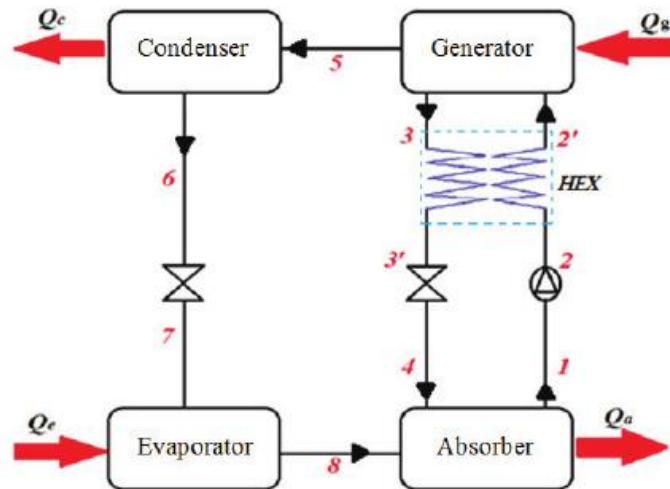 Qc
Condenser
5
Generator
Qg
3
2'
6
HEX
3'
2
7
4
1
Qe
Evaporator
8
Absorber
Qa